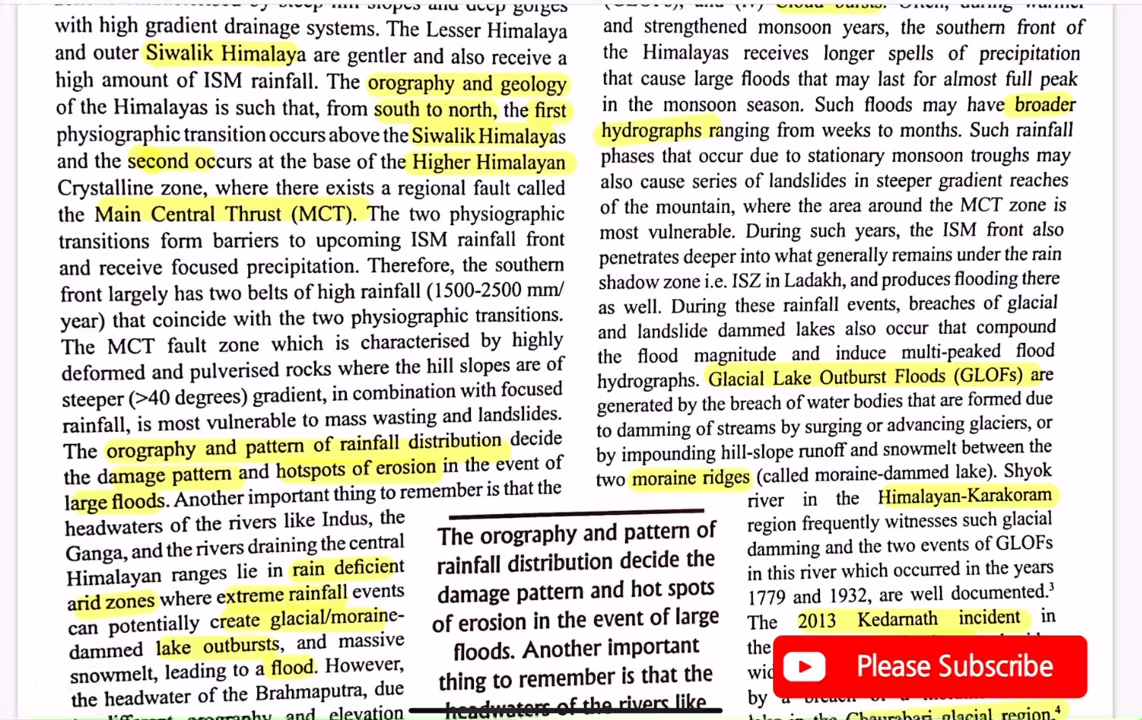 with high gradient drainage systems. The Lesser Himalaya
and outer Siwalik Himalaya are gentler and also receive a
high amount of ISM rainfall. The orography and geology
of the Himalayas is such that, from south to north, the first
physiographic transition occurs above the Siwalik Himalayas
and the second occurs at the base of the Higher Himalayan
Crystalline zone, where there exists a regional fault called
the Main Central Thrust (MCT). The two physiographic
transitions form barriers to upcoming ISM rainfall front
and receive focused precipitation. Therefore, the southern
front largely has two belts of high rainfall (1500-2500 mm/
year) that coincide with the two physiographic transitions.
The MCT fault zone which is characterised by highly
deformed and pulverised rocks where the hill slopes are of
steeper (>40 degrees) gradient, in combination with focused
rainfall, is most vulnerable to mass wasting and landslides.
The orography and pattern of rainfall distribution decide
the damage pattern and hotspots of erosion in the event of
large floods. Another important thing to remember is that the
headwaters of the rivers like Indus, the
Ganga, and the rivers draining the central
Himalayan ranges lie in rain deficient
arid zones where extreme rainfall events
can potentially create glacial/moraine-
dammed lake outbursts, and massive
snowmelt, leading to a flood. However,
the headwater of the Brahmaputra, due
and elevation
The orography and pattern of
rainfall distribution decide the
damage pattern and hot spots
of erosion in the event of large
floods. Another important
thing to remember is that the
headwaters of the rivers like
and strengthened monsoon years, the southern front of
the Himalayas receives longer spells of precipitation
that cause large floods that may last for almost full peak
in the monsoon season. Such floods may have broader
hydrographs ranging from weeks to months. Such rainfall
phases that occur due to stationary monsoon troughs may
also cause series of landslides in steeper gradient reaches
of the mountain, where the area around the MCT zone is
most vulnerable. During such years, the ISM front also
penetrates deeper into what generally remains under the rain
shadow zone i.e. ISZ in Ladakh, and produces flooding there
as well. During these rainfall events, breaches of glacial
and landslide dammed lakes also occur that compound
the flood magnitude and induce multi-peaked flood
hydrographs. Glacial Lake Outburst Floods (GLOFs) are
generated by the breach of water bodies that are formed due
to damming of streams by surging or advancing glaciers, or
by impounding hill-slope runoff and snowmelt between the
two moraine ridges (called moraine-dammed lake). Shyok
river in the Himalayan-Karakoram
region frequently witnesses such glacial
damming and the two events of GLOFs
in this river which occurred in the years
1779 and 1932, are well documented.³
The 2013 Kedarnath incident in
the
by a breach of a
lake in the Chaurabari glacial region.⁴
Please Subscribe